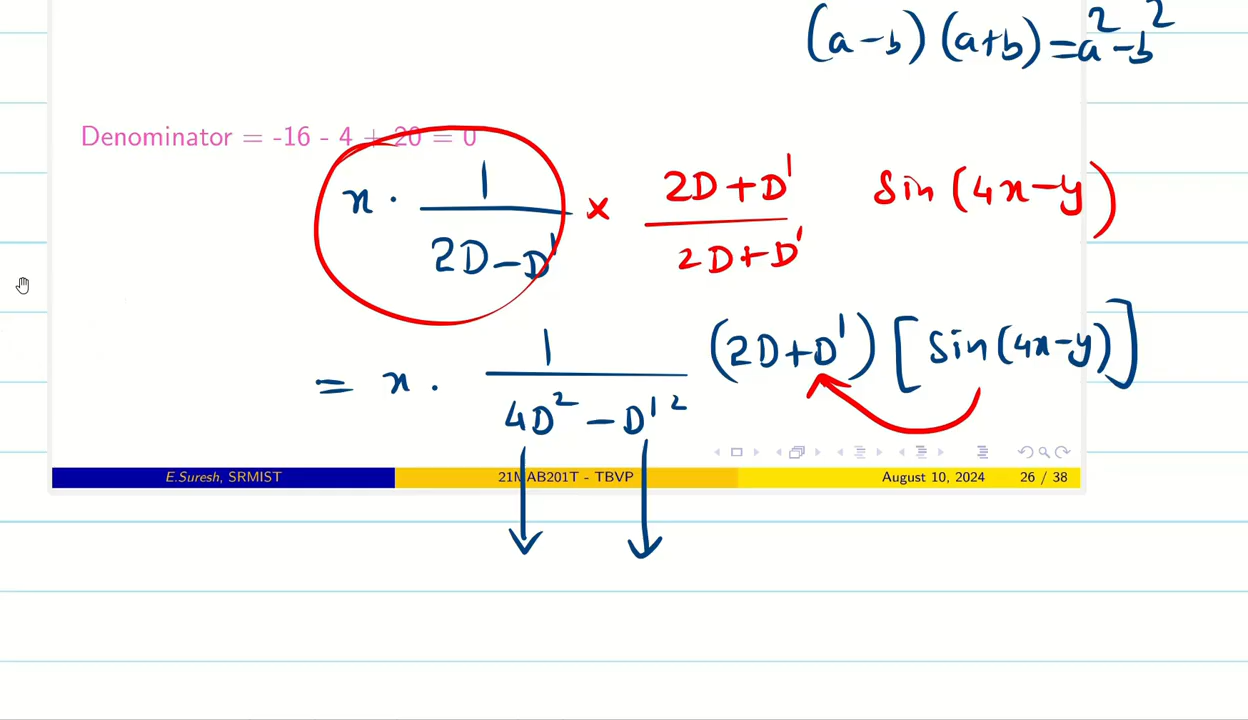 (a-b)(a+b)=a²-b²
Denominator = -16 - 4 + 20 = 0
x · 1/(2D-D') × (2D+D')/(2D+D') sin(4x-y)
= x · 1/(4D²-D'²) (2D+D')[sin(4x-y)]
E.Suresh, SRMIST 21MAB201T - TBVP August 10, 2024 26 / 38